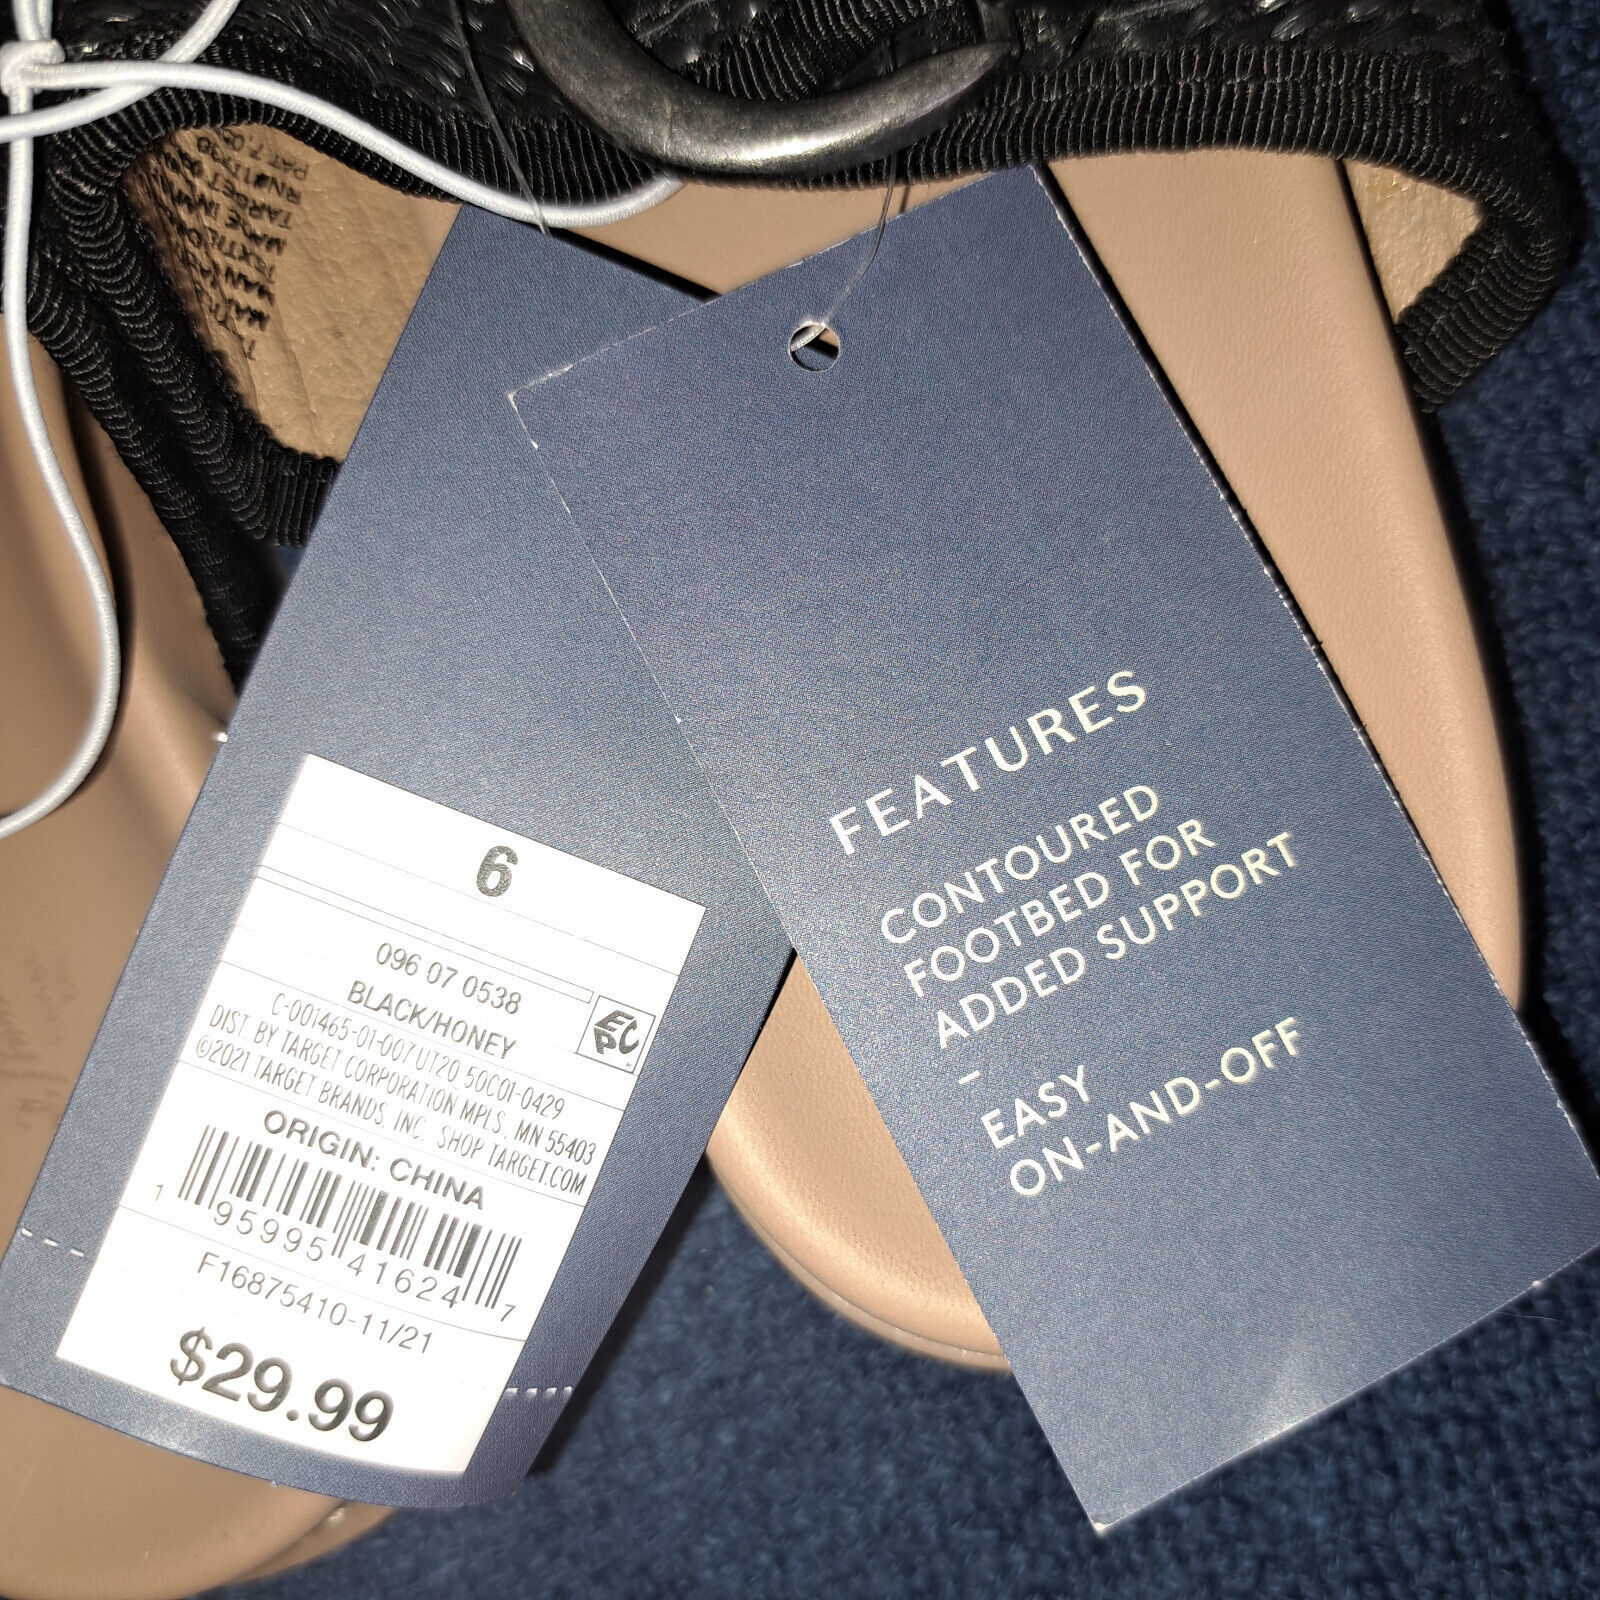 6
096 07 0538
BLACK/HONEY
C-001465-01-007 UT20 50C01-0429
DIST. BY TARGET CORPORATION MPLS, MN 55403
©2021 TARGET BRANDS, INC. SHOP TARGET.COM
EPC
ORIGIN: CHINA
1 95995 41624 7
F16875410-11/21
$29.99
FEATURES
CONTOURED
FOOTBED FOR
ADDED SUPPORT
–
EASY
ON-AND-OFF